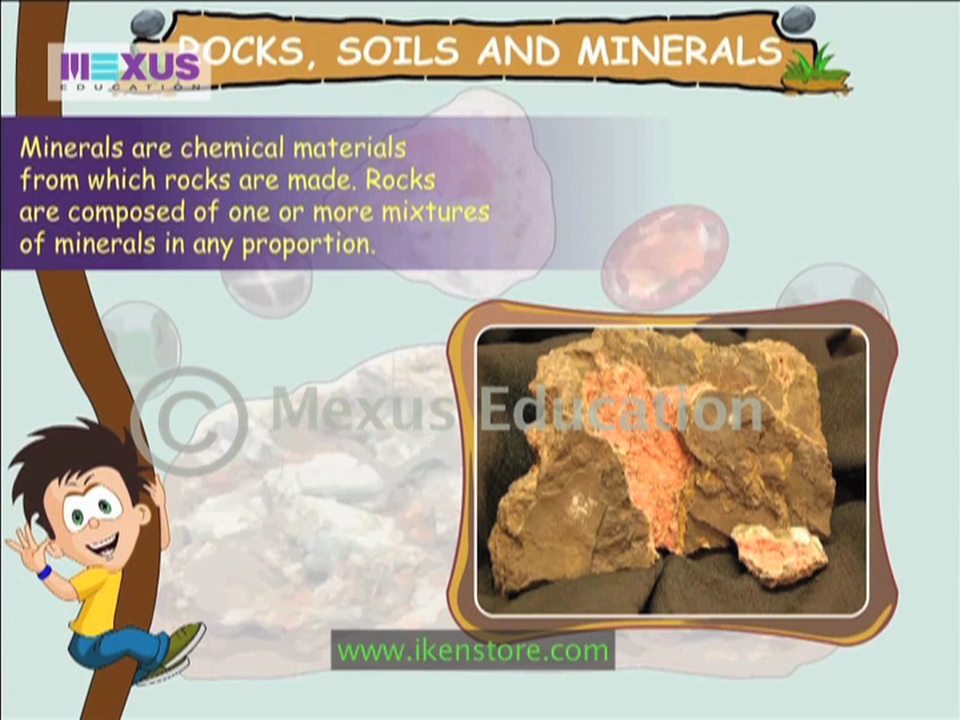 ROCKS, SOILS AND MINERALS
MEXUS
EDUCATION
Minerals are chemical materials
from which rocks are made. Rocks
are composed of one or more mixtures
of minerals in any proportion.
© Mexus Education
www.ikenstore.com